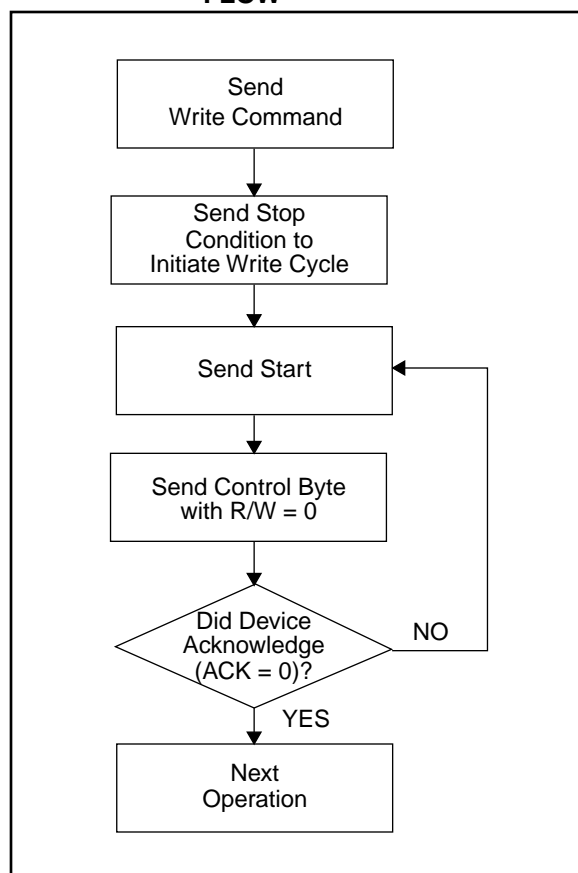 FLOW
Send
Write Command
Send Stop
Condition to
Initiate Write Cycle
Send Start
Send Control Byte
with R/W = 0
Did Device
Acknowledge
(ACK = 0)?
NO
YES
Next
Operation